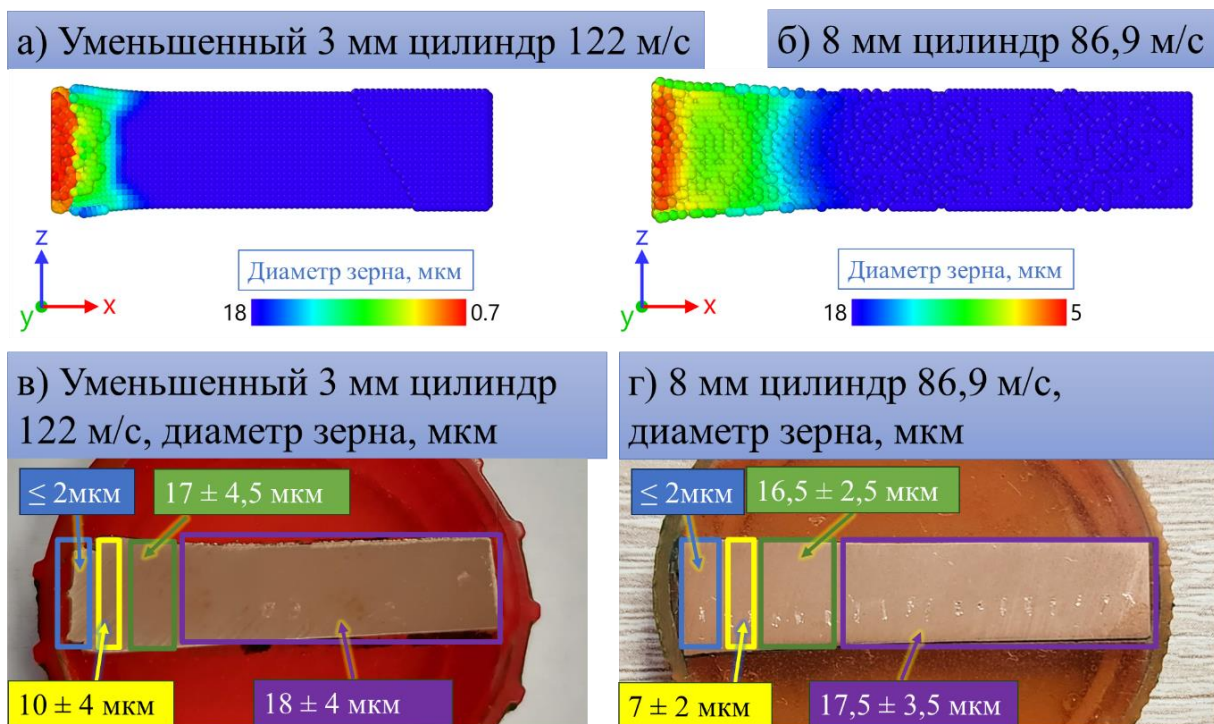 а) Уменьшенный 3 мм цилиндр 122 м/с
б) 8 мм цилиндр 86,9 м/с
z
y
x
Диаметр зерна, мкм
18
0.7
z
y
x
Диаметр зерна, мкм
18
5
в) Уменьшенный 3 мм цилиндр
122 м/с, диаметр зерна, мкм
г) 8 мм цилиндр 86,9 м/с,
диаметр зерна, мкм
≤ 2мкм
17 ± 4,5 мкм
10 ± 4 мкм
18 ± 4 мкм
≤ 2мкм
16,5 ± 2,5 мкм
7 ± 2 мкм
17,5 ± 3,5 мкм